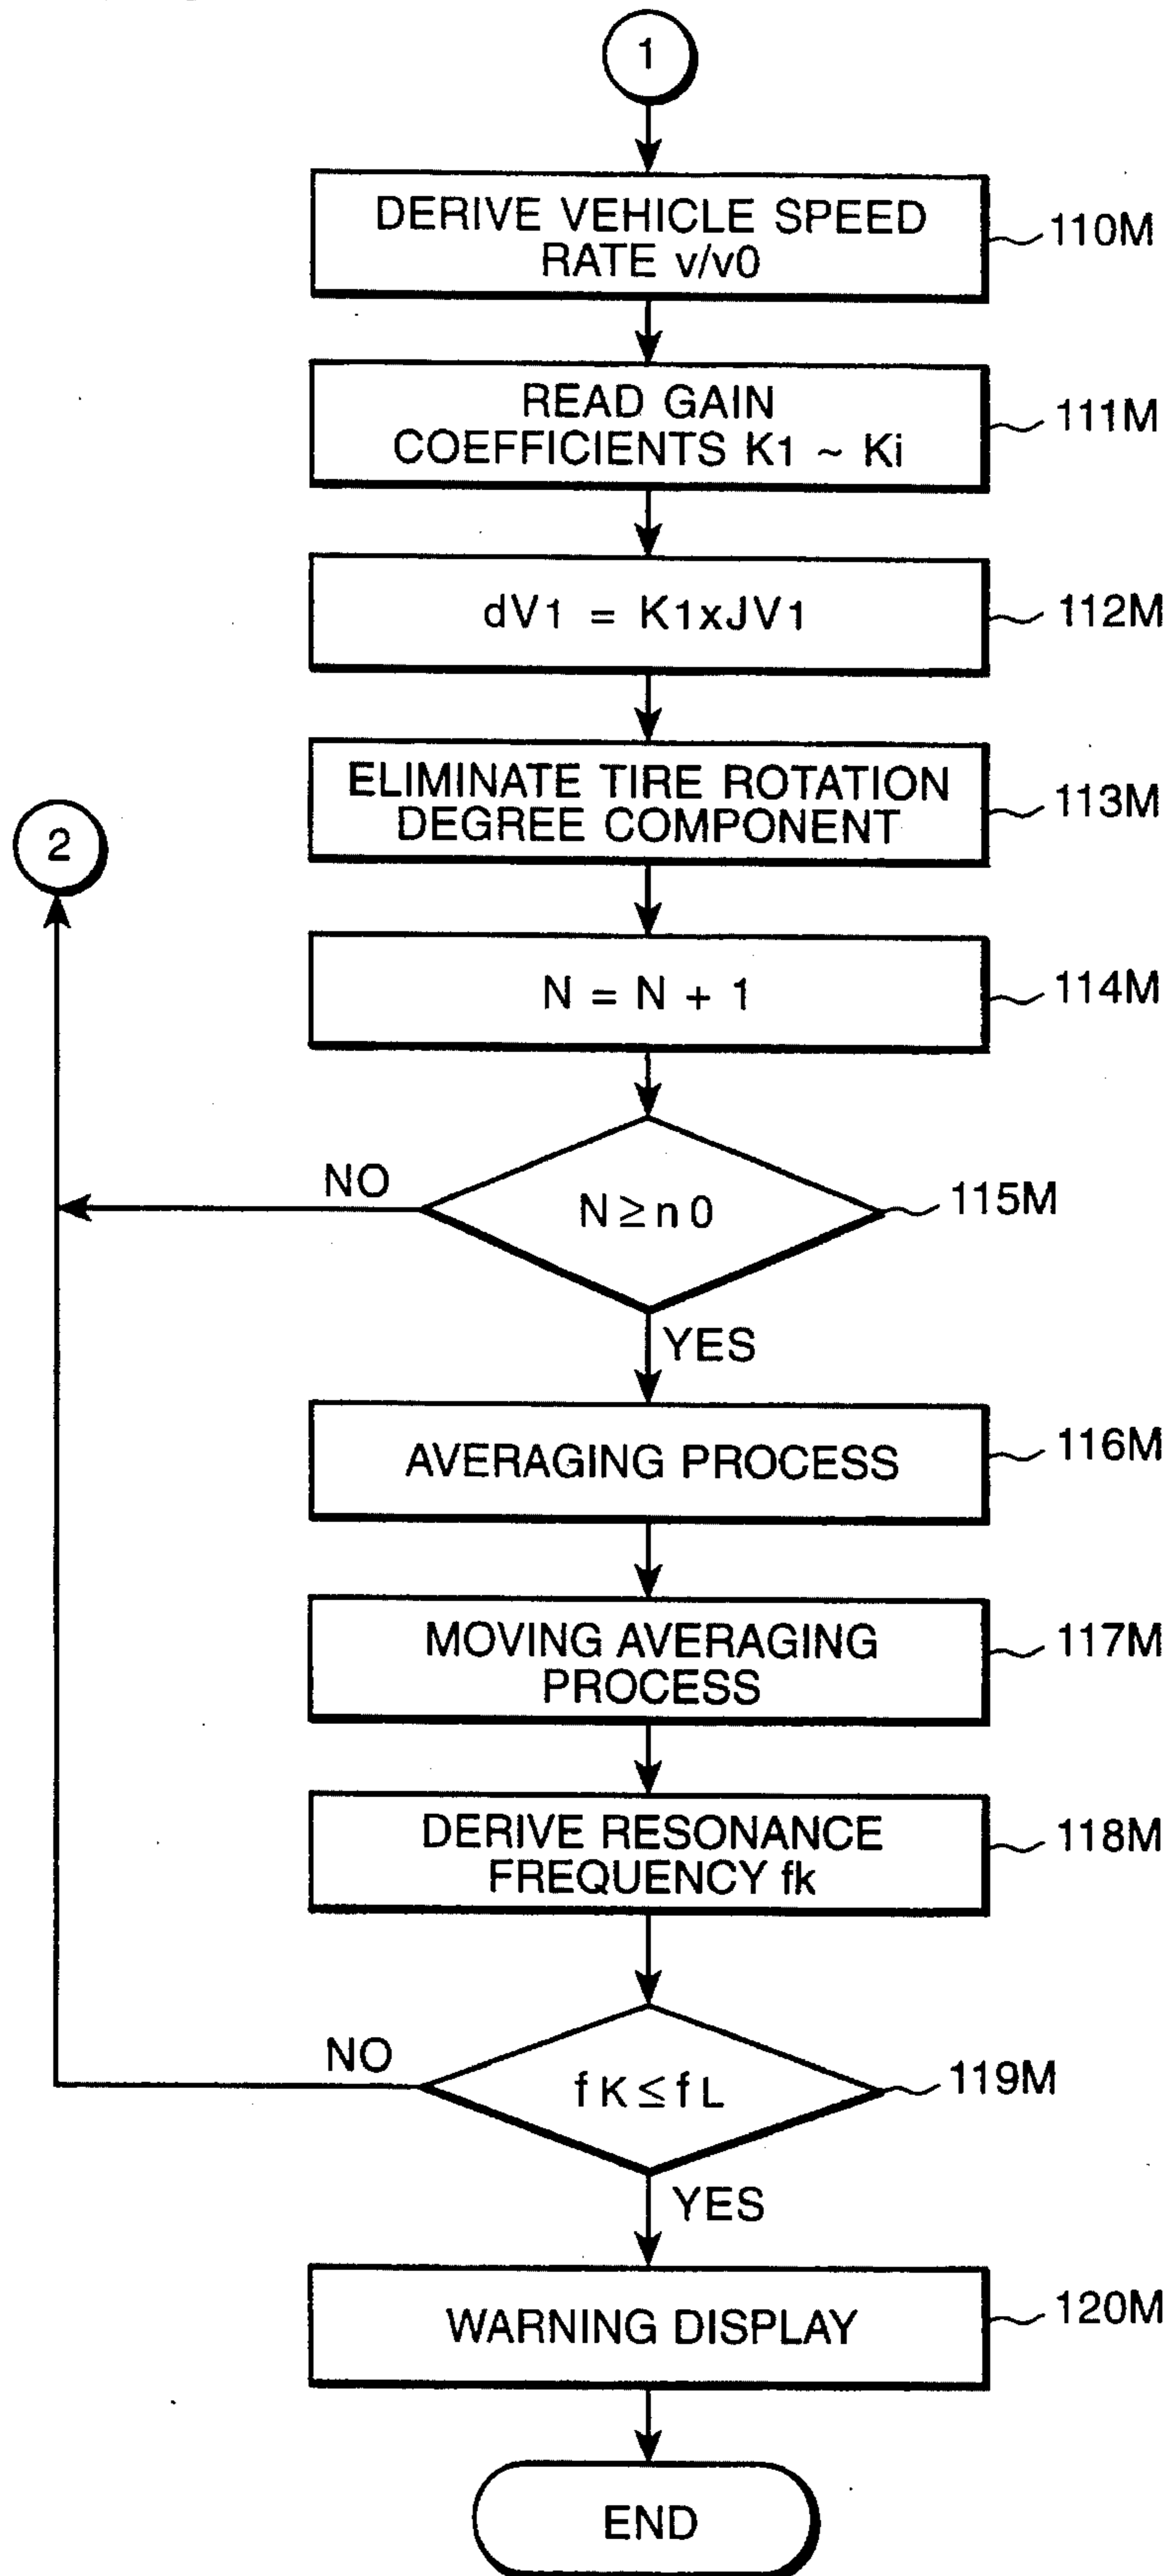 1
DERIVE VEHICLE SPEED
RATE v/v0
110M
READ GAIN
COEFFICIENTS K1 ~ Ki
111M
dV1 = K1xJV1
112M
ELIMINATE TIRE ROTATION
DEGREE COMPONENT
113M
2
N = N + 1
114M
NO
N≥n0
115M
YES
AVERAGING PROCESS
116M
MOVING AVERAGING
PROCESS
117M
DERIVE RESONANCE
FREQUENCY fk
118M
NO
fK≤fL
119M
YES
WARNING DISPLAY
120M
END